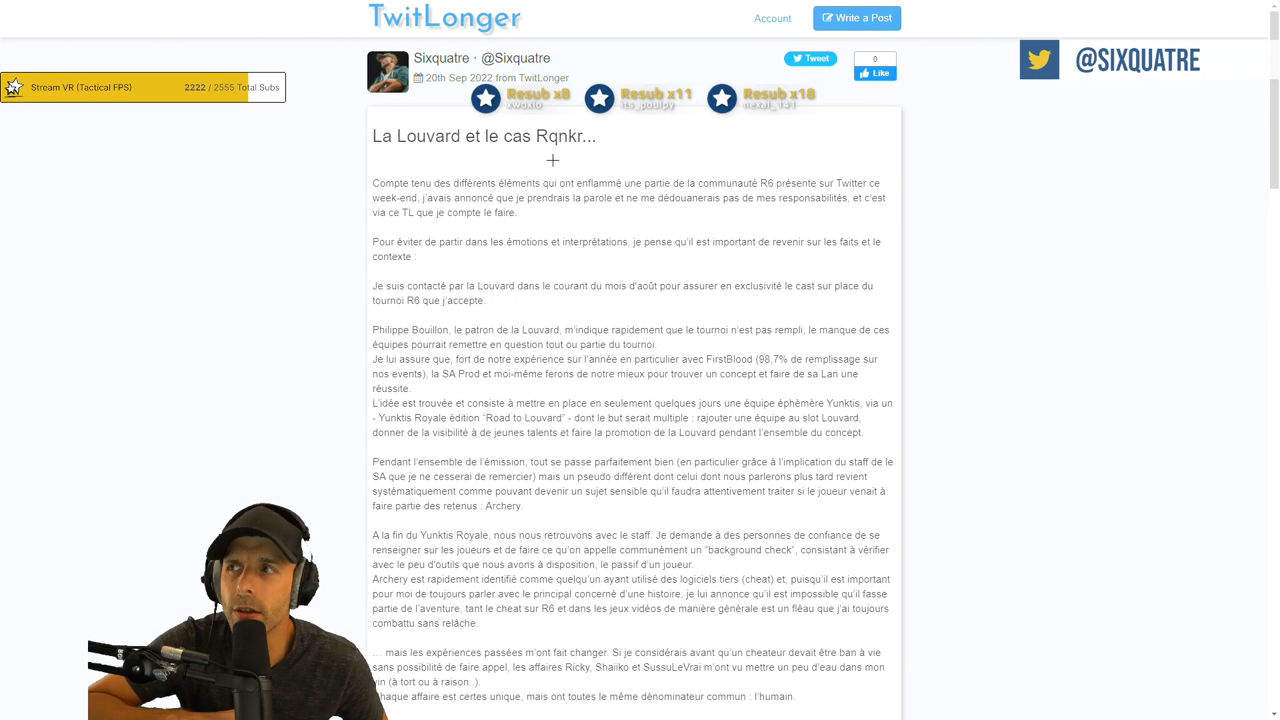 TwitLonger
Account
Write a Post
Sixquatre · @Sixquatre
20th Sep 2022 from TwitLonger
Tweet
0
Like
@SIXQUATRE
Stream VR (Tactical FPS)
2222 / 2555 Total Subs
Resub x8
xwoxio
Resub x11
its_poulpy
Resub x18
nexal_141
La Louvard et le cas Rqnkr...
Compte tenu des différents éléments qui ont enflammé une partie de la communauté R6 présente sur Twitter ce
week-end, j'avais annoncé que je prendrais la parole et ne me dédouanerais pas de mes responsabilités, et c'est
via ce TL que je compte le faire.
Pour éviter de partir dans les émotions et interprétations, je pense qu'il est important de revenir sur les faits et le
contexte :
Je suis contacté par la Louvard dans le courant du mois d'août pour assurer en exclusivité le cast sur place du
tournoi R6 que j'accepte.
Philippe Bouillon, le patron de la Louvard, m'indique rapidement que le tournoi n'est pas rempli, le manque de ces
équipes pourrait remettre en question tout ou partie du tournoi.
Je lui assure que, fort de notre expérience sur l'année en particulier avec FirstBlood (98,7% de remplissage sur
nos events), la SA Prod et moi-même ferons de notre mieux pour trouver un concept et faire de sa Lan une
réussite.
L'idée est trouvée et consiste à mettre en place en seulement quelques jours une équipe éphèmère Yunktis, via un
- Yunktis Royale édition "Road to Louvard" - dont le but serait multiple : rajouter une équipe au slot Louvard,
donner de la visibilité à de jeunes talents et faire la promotion de la Louvard pendant l'ensemble du concept.
Pendant l'ensemble de l'émission, tout se passe parfaitement bien (en particulier grâce à l'implication du staff de le
SA que je ne cesserai de remercier) mais un pseudo différent dont celui dont nous parlerons plus tard revient
systématiquement comme pouvant devenir un sujet sensible qu'il faudra attentivement traiter si le joueur venait à
faire partie des retenus : Archery.
A la fin du Yunktis Royale, nous nous retrouvons avec le staff. Je demande à des personnes de confiance de se
renseigner sur les joueurs et de faire ce qu'on appelle communément un "background check", consistant à vérifier
avec le peu d'outils que nous avons à disposition, le passif d'un joueur.
Archery est rapidement identifié comme quelqu'un ayant utilisé des logiciels tiers (cheat) et, puisqu'il est important
pour moi de toujours parler avec le principal concerné d'une histoire, je lui annonce qu'il est impossible qu'il fasse
partie de l'aventure, tant le cheat sur R6 et dans les jeux vidéos de manière générale est un fléau que j'ai toujours
combattu sans relâche.
... mais les expériences passées m'ont fait changer. Si je considérais avant qu'un cheateur devait être ban à vie
sans possibilité de faire appel, les affaires Ricky, Shaiiko et SussuLeVrai m'ont vu mettre un peu d'eau dans mon
vin (à tort ou à raison..).
Chaque affaire est certes unique, mais ont toutes le même dénominateur commun : l'humain.